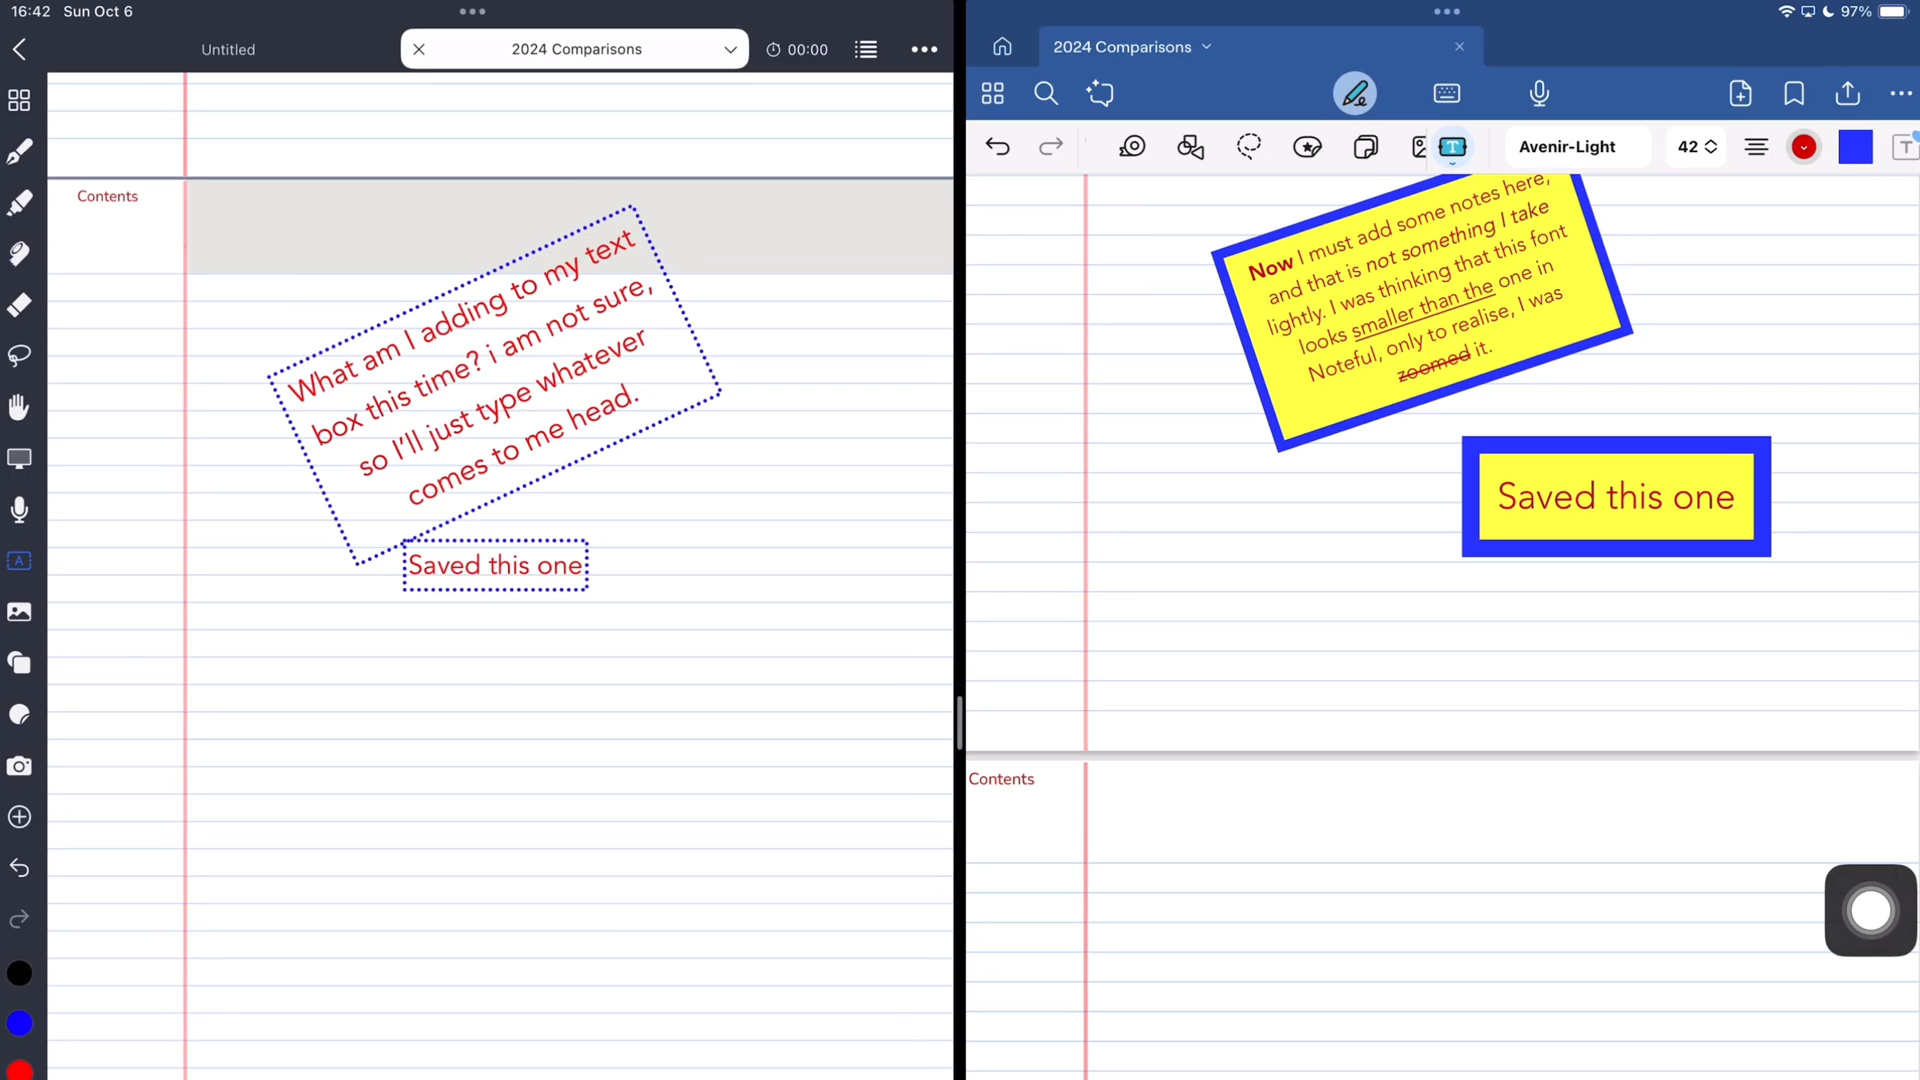 16:42 Sun Oct 6
97%
Untitled
2024 Comparisons
00:00
2024 Comparisons
Avenir-Light
42
Contents
What am I adding to my text
box this time? i am not sure,
so I'll just type whatever
comes to me head.
Saved this one
Now I must add some notes here,
and that is not something I take
lightly. I was thinking that this font
looks smaller than the one in
Noteful, only to realise, I was
zoomed it.
Saved this one
Contents